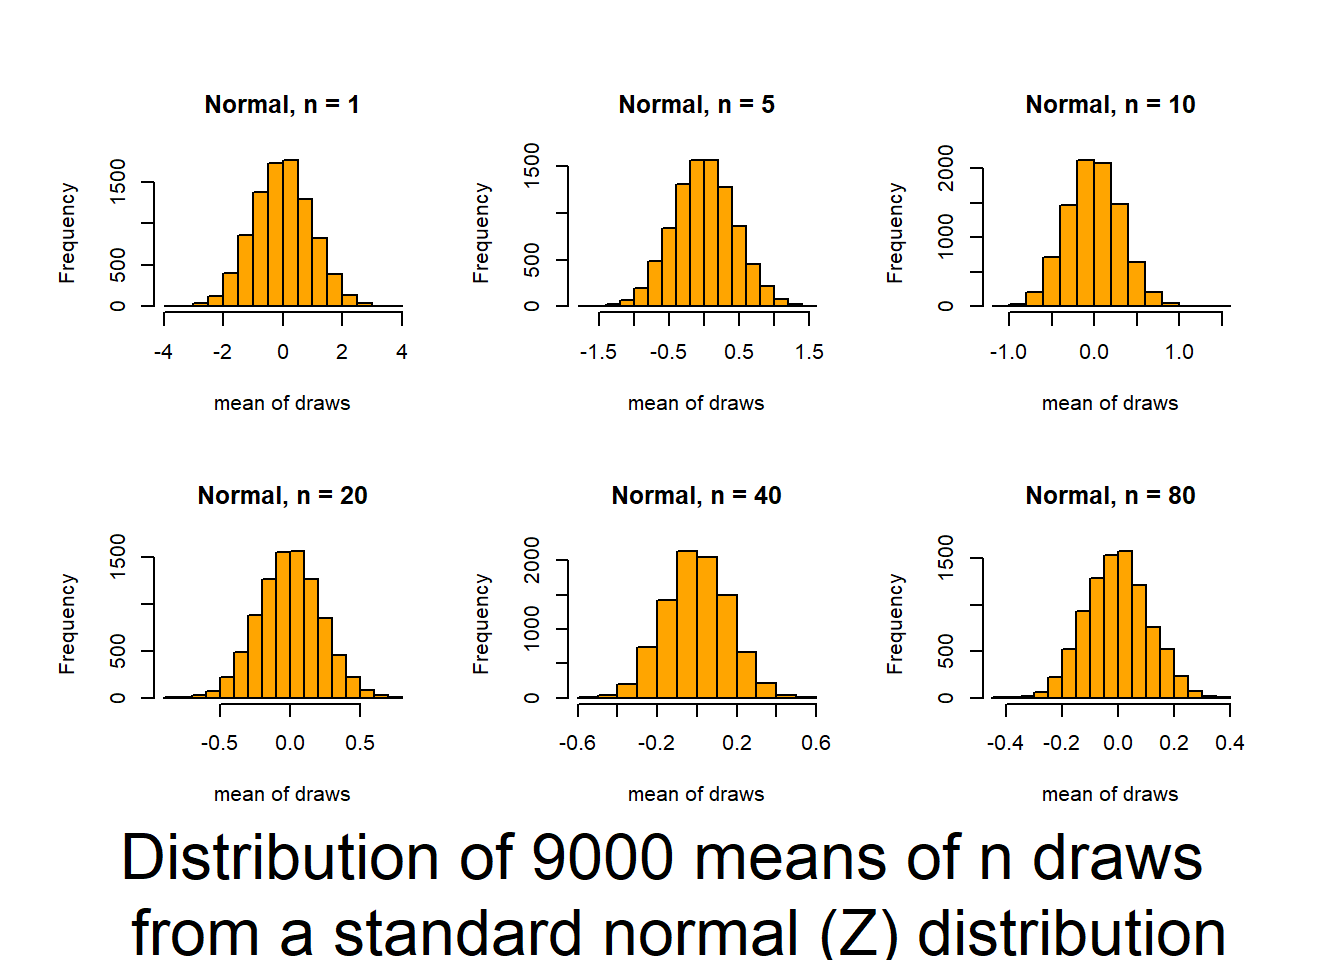 Normal, n = 1
Frequency
0 500 1500
-4 -2 0 2 4
mean of draws
Normal, n = 5
Frequency
0 500 1500
-1.5 -0.5 0.5 1.5
mean of draws
Normal, n = 10
Frequency
0 1000 2000
-1.0 0.0 1.0
mean of draws
Normal, n = 20
Frequency
0 500 1500
-0.5 0.0 0.5
mean of draws
Normal, n = 40
Frequency
0 1000 2000
-0.6 -0.2 0.2 0.6
mean of draws
Normal, n = 80
Frequency
0 500 1500
-0.4 -0.2 0.0 0.2 0.4
mean of draws
Distribution of 9000 means of n draws
from a standard normal (Z) distribution